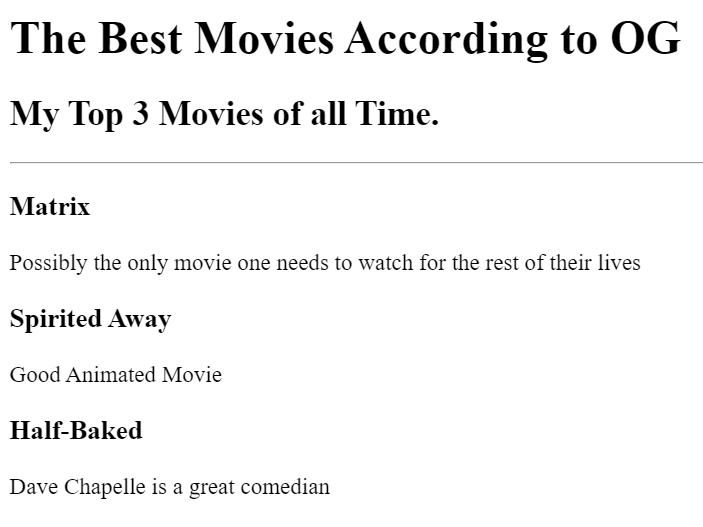 The Best Movies According to OG
My Top 3 Movies of all Time.
Matrix
Possibly the only movie one needs to watch for the rest of their lives
Spirited Away
Good Animated Movie
Half-Baked
Dave Chapelle is a great comedian